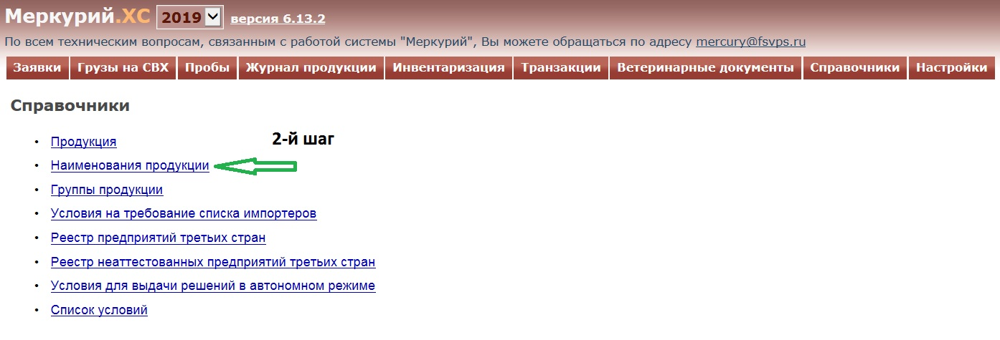 Меркурий.ХС 2019 версия 6.13.2
По всем техническим вопросам, связанным с работой системы "Меркурий", Вы можете обращаться по адресу mercury@fsvps.ru
Заявки Грузы на СВХ Пробы Журнал продукции Инвентаризация Транзакции Ветеринарные документы Справочники Настройки
Справочники
• Продукция 2-й шаг
• Наименования продукции
• Группы продукции
• Условия на требование списка импортеров
• Реестр предприятий третьих стран
• Реестр неаттестованных предприятий третьих стран
• Условия для выдачи решений в автономном режиме
• Список условий